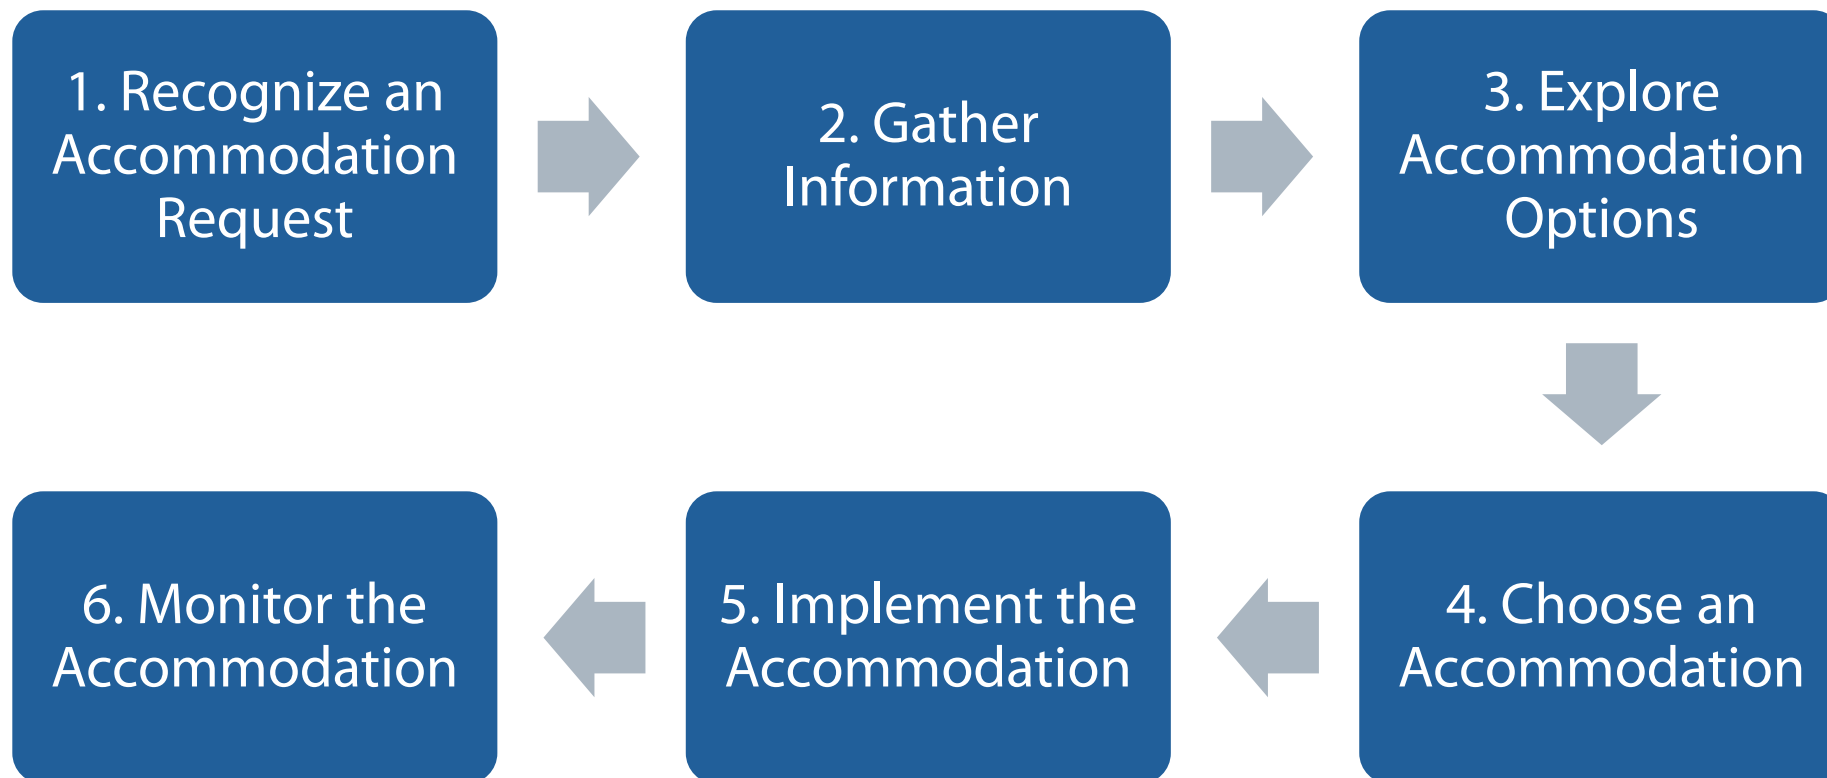 1. Recognize an
Accommodation
Request
2. Gather
Information
3. Explore
Accommodation
Options
4. Choose an
Accommodation
5. Implement the
Accommodation
6. Monitor the
Accommodation